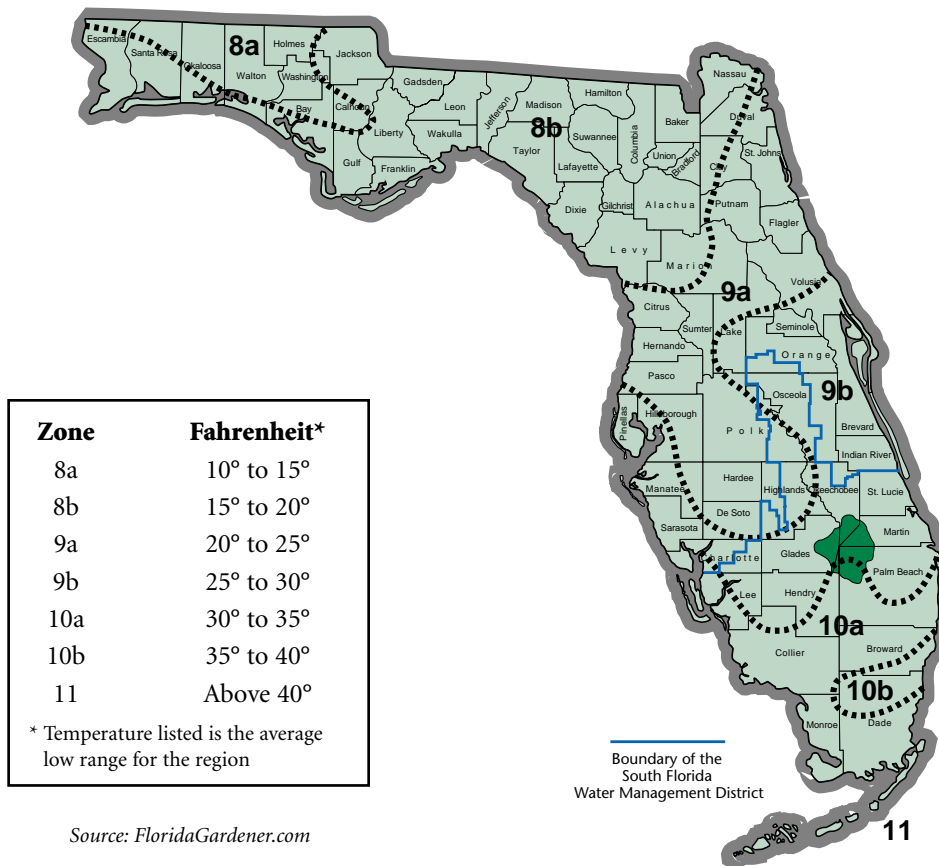 Escambia
Santa Rosa
Okaloosa
8a
Holmes
Jackson
Walton
Washington
Bay
Calhoun
Gadsden
Leon
Liberty
Wakulla
Gulf
Franklin
Jefferson
Madison
8b
Taylor
Hamilton
Suwannee
Lafayette
Columbia
Baker
Nassau
Duval
Union
Bradford
Clay
St. Johns
Dixie
Gilchrist
Alachua
Putnam
Flagler
Levy
Marion
9a
Volusia
Citrus
Sumter
Lake
Seminole
Hernando
Orange
Pasco
Osceola
9b
Pinellas
Hillsborough
Polk
Brevard
Indian River
Hardee
Highlands
Okeechobee
St. Lucie
Manatee
De Soto
Sarasota
Martin
Charlotte
Glades
Palm Beach
Lee
Hendry
10a
Collier
Broward
10b
Monroe
Dade
11
Zone Fahrenheit*
8a 10° to 15°
8b 15° to 20°
9a 20° to 25°
9b 25° to 30°
10a 30° to 35°
10b 35° to 40°
11 Above 40°
* Temperature listed is the average
low range for the region
Source: FloridaGardener.com
Boundary of the
South Florida
Water Management District